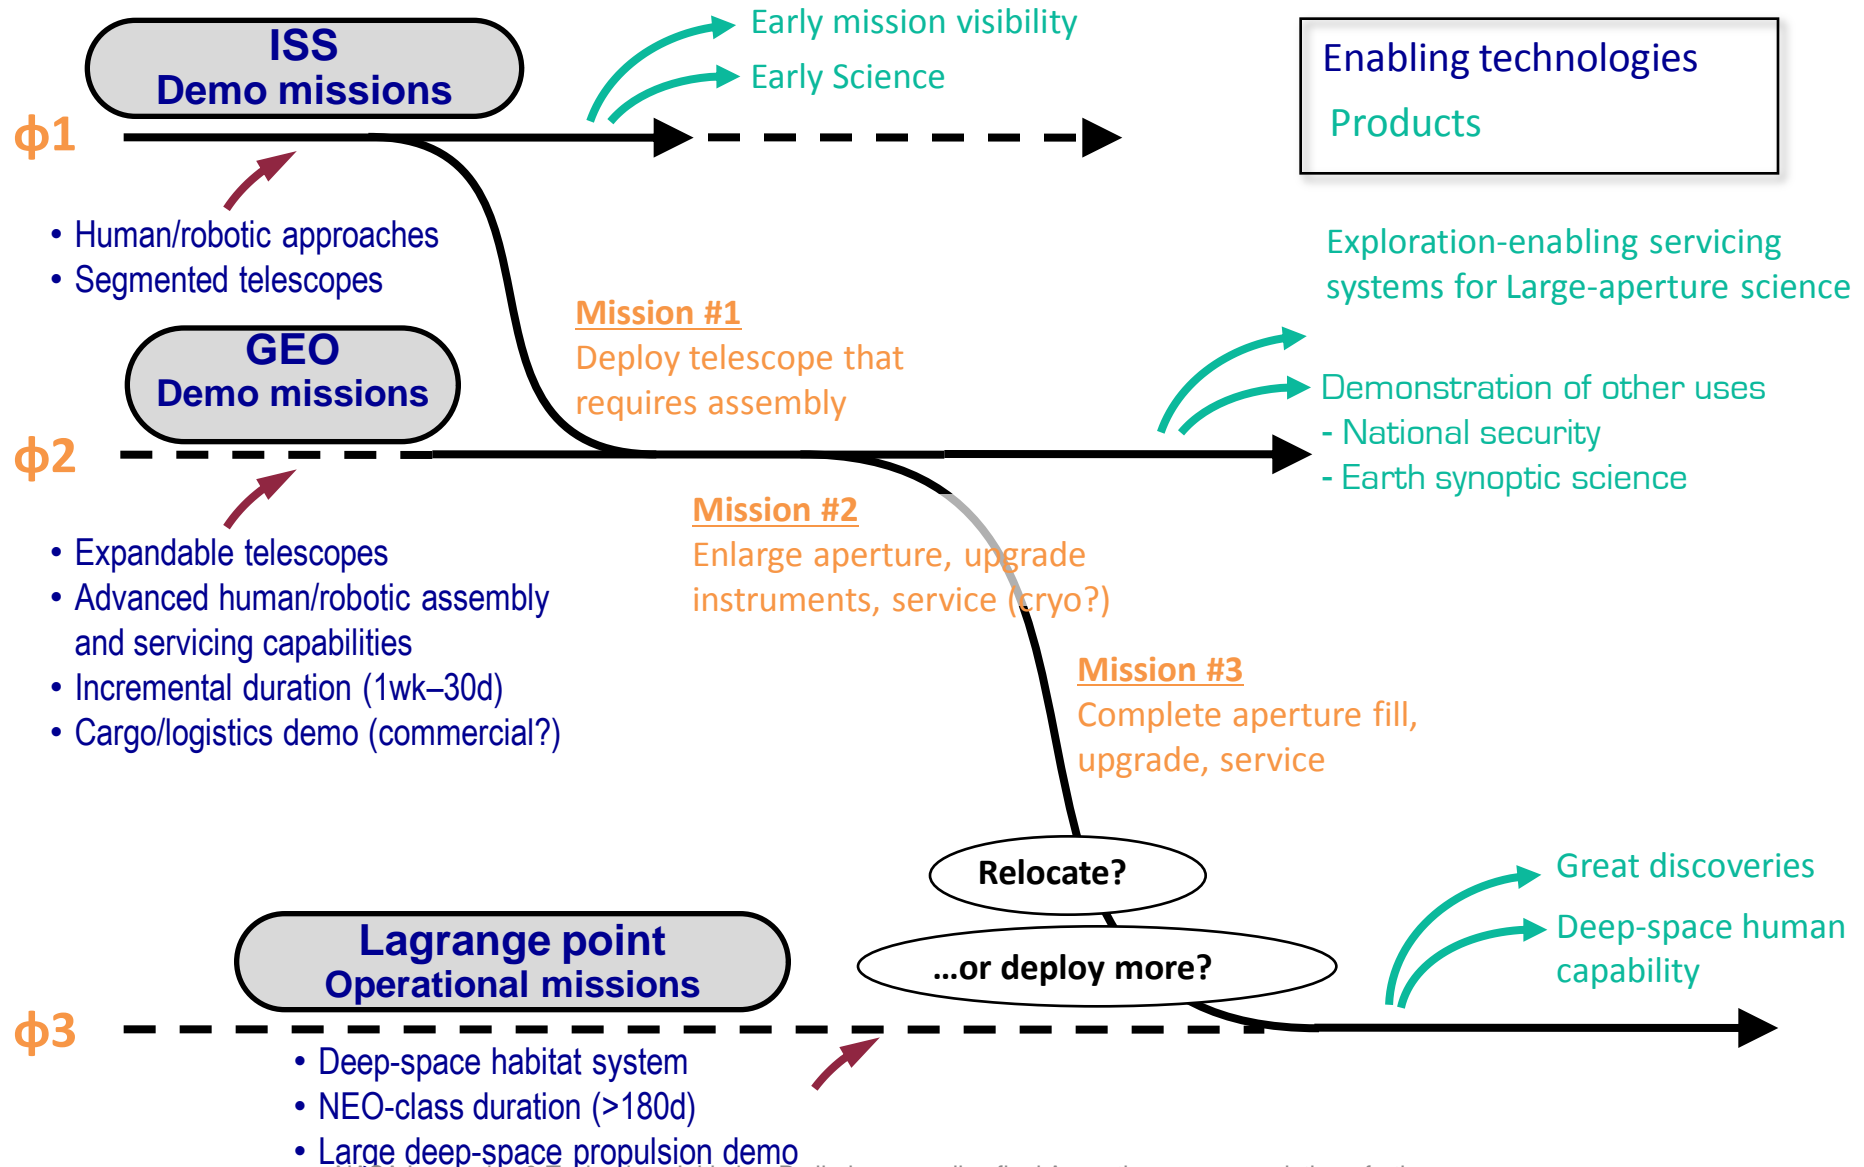 ISS
Demo missions
Early mission visibility
Early Science
Enabling technologies
Products
φ1
• Human/robotic approaches
• Segmented telescopes
Exploration-enabling servicing
systems for Large-aperture science
Mission #1
Deploy telescope that
requires assembly
GEO
Demo missions
Demonstration of other uses
- National security
- Earth synoptic science
φ2
Mission #2
Enlarge aperture, upgrade
instruments, service (cryo?)
• Expandable telescopes
• Advanced human/robotic assembly
and servicing capabilities
• Incremental duration (1wk–30d)
• Cargo/logistics demo (commercial?)
Mission #3
Complete aperture fill,
upgrade, service
Relocate?
...or deploy more?
Great discoveries
Deep-space human
capability
Lagrange point
Operational missions
φ3
• Deep-space habitat system
• NEO-class duration (>180d)
• Large deep-space propulsion demo